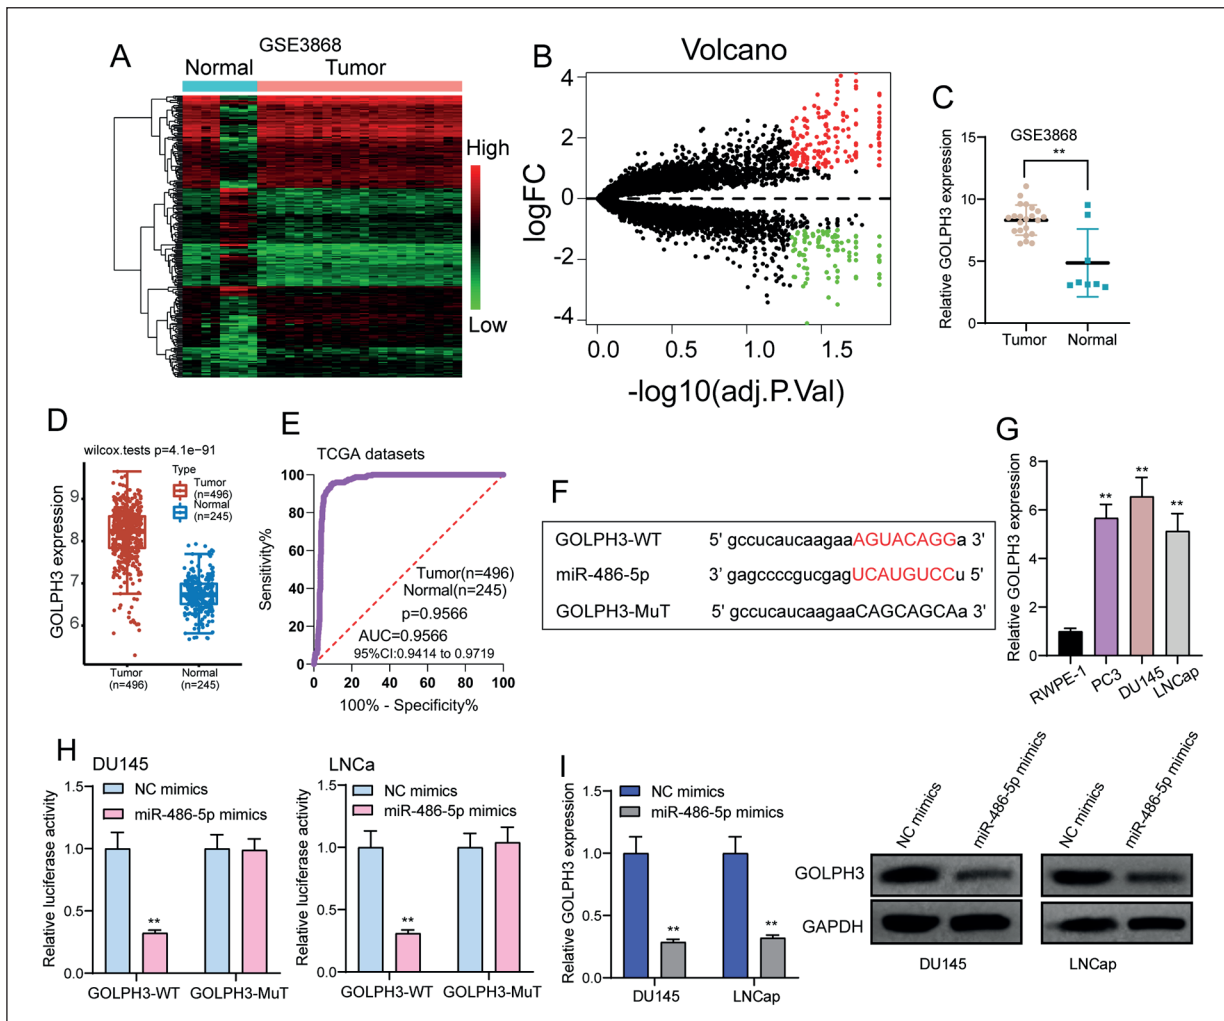 A
GSE3868
Normal Tumor
High
Low
B
Volcano
4
2
0
-2
-4
logFC
0.0 0.5 1.0 1.5
-log10(adj.P.Val)
C
GSE3868
**
Relative GOLPH3 expression
15
10
5
0
Tumor Normal
D
wilcox.tests p=4.1e−91
Type
Tumor
(n=496)
Normal
(n=245)
GOLPH3 expression
9
8
7
6
Tumor
(n=496)
Normal
(n=245)
E
TCGA datasets
Sensitivity%
100
80
60
40
20
0
Tumor(n=496)
Normal(n=245)
p=0.9566
AUC=0.9566
95%CI:0.9414 to 0.9719
0 20 40 60 80 100
100% - Specificity%
F
GOLPH3-WT 5' gccucaucaagaaAGUACAGGa 3'
miR-486-5p 3' gagccccgucgagUCAUGUCCu 5'
GOLPH3-MuT 5' gccucaucaagaaCAGCAGCAa 3'
G
Relative GOLPH3 expression
8
6
4
2
0
** ** **
RWPE-1 PC3 DU145 LNCap
H
DU145
NC mimics
miR-486-5p mimics
Relative luciferase activity
1.5
1.0
0.5
0.0
**
GOLPH3-WT GOLPH3-MuT
LNCa
NC mimics
miR-486-5p mimics
Relative luciferase activity
1.5
1.0
0.5
0.0
**
GOLPH3-WT GOLPH3-MuT
I
NC mimics
miR-486-5p mimics
Relative GOLPH3 expression
1.5
1.0
0.5
0.0
** **
DU145 LNCap
NC mimics miR-486-5p mimics NC mimics miR-486-5p mimics
GOLPH3
GAPDH
DU145 LNCap